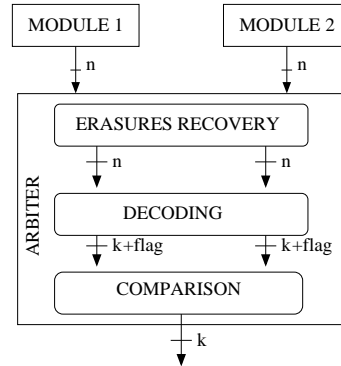 MODULE 1 MODULE 2
n n
ERASURES RECOVERY
n n
ARBITER
DECODING
k+flag k+flag
COMPARISON
k